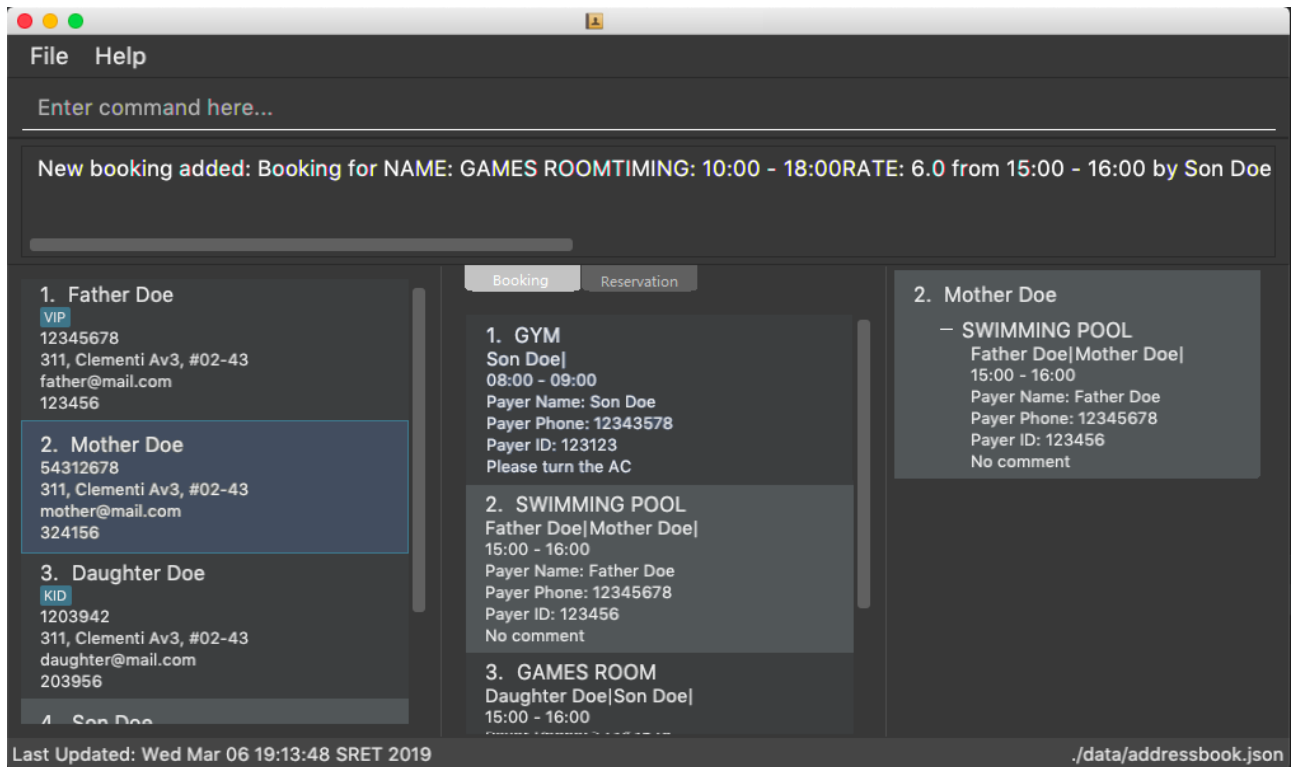 File Help
Enter command here...
New booking added: Booking for NAME: GAMES ROOMTIMING: 10:00 - 18:00RATE: 6.0 from 15:00 - 16:00 by Son Doe
1. Father Doe
VIP
12345678
311, Clementi Av3, #02-43
father@mail.com
123456
2. Mother Doe
54312678
311, Clementi Av3, #02-43
mother@mail.com
324156
3. Daughter Doe
KID
1203942
311, Clementi Av3, #02-43
daughter@mail.com
203956
4. Son Doe
Booking Reservation
1. GYM
Son Doe|
08:00 - 09:00
Payer Name: Son Doe
Payer Phone: 12343578
Payer ID: 123123
Please turn the AC
2. SWIMMING POOL
Father Doe|Mother Doe|
15:00 - 16:00
Payer Name: Father Doe
Payer Phone: 12345678
Payer ID: 123456
No comment
3. GAMES ROOM
Daughter Doe|Son Doe|
15:00 - 16:00
2. Mother Doe
− SWIMMING POOL
Father Doe|Mother Doe|
15:00 - 16:00
Payer Name: Father Doe
Payer Phone: 12345678
Payer ID: 123456
No comment
Last Updated: Wed Mar 06 19:13:48 SRET 2019
./data/addressbook.json